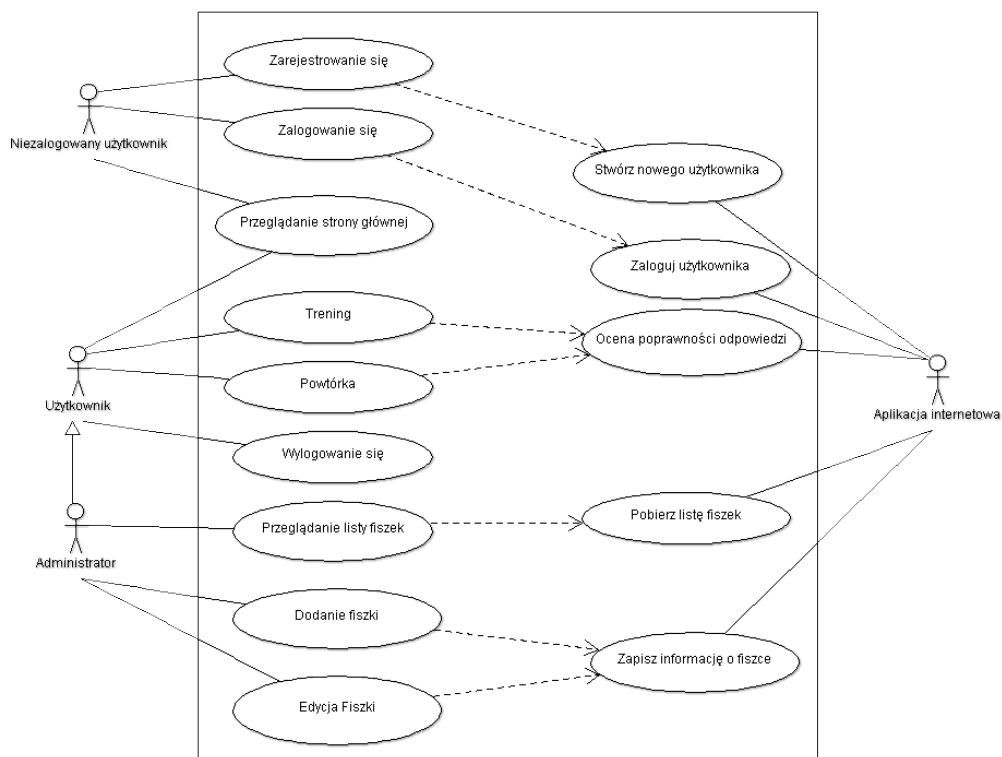 Zarejestrowanie się
Niezalogowany użytkownik
Zalogowanie się
Stwórz nowego użytkownika
Przeglądanie strony głównej
Zaloguj użytkownika
Trening
Ocena poprawności odpowiedzi
Użytkownik
Powtórka
Aplikacja internetowa
Wylogowanie się
Przeglądanie listy fiszek
Pobierz listę fiszek
Administrator
Dodanie fiszki
Zapisz informację o fiszce
Edycja Fiszki